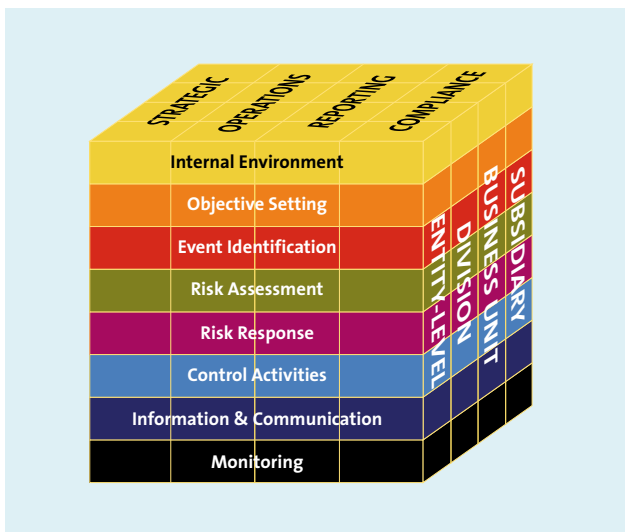 STRATEGIC
OPERATIONS
REPORTING
COMPLIANCE
Internal Environment
Objective Setting
Event Identification
Risk Assessment
Risk Response
Control Activities
Information & Communication
Monitoring
ENTITY-LEVEL
DIVISION
BUSINESS UNIT
SUBSIDIARY